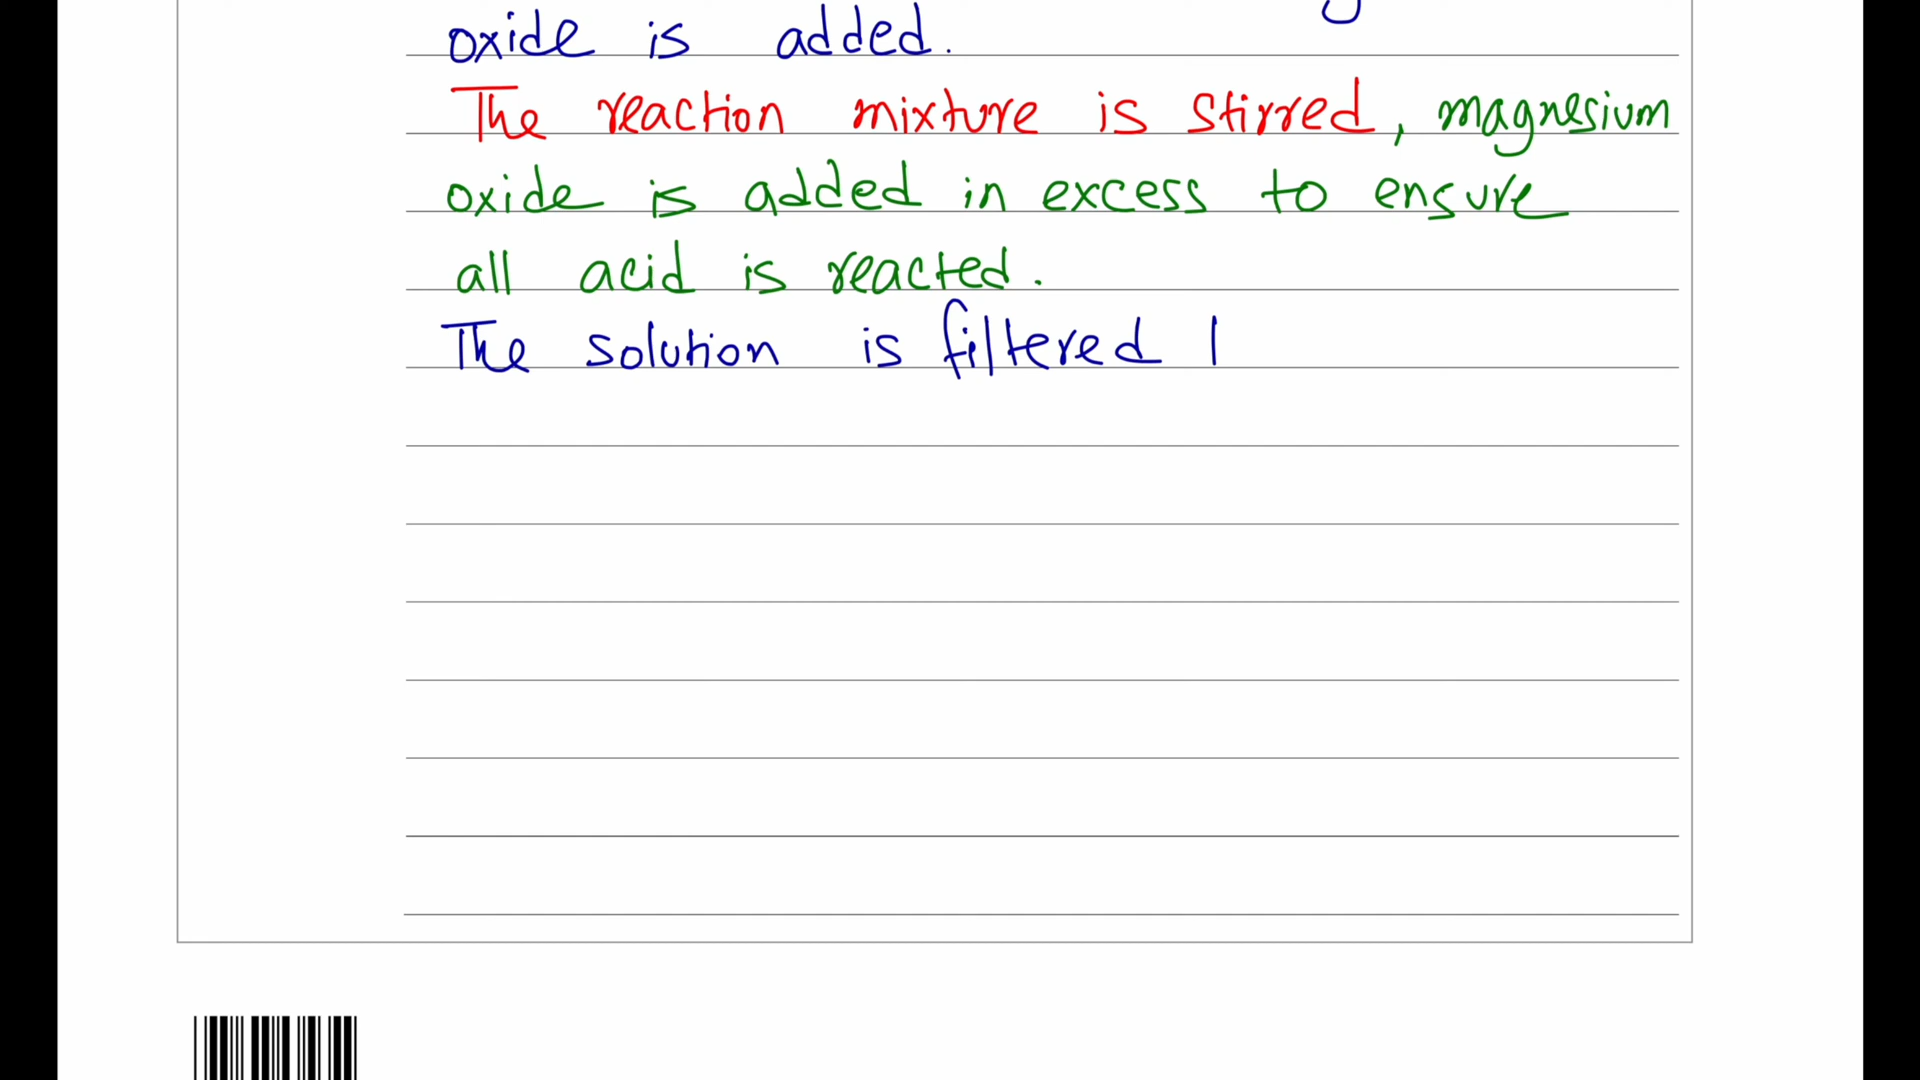 oxide is added.
The reaction mixture is stirred, magnesium
oxide is added in excess to ensure
all acid is reacted.
The solution is filtered